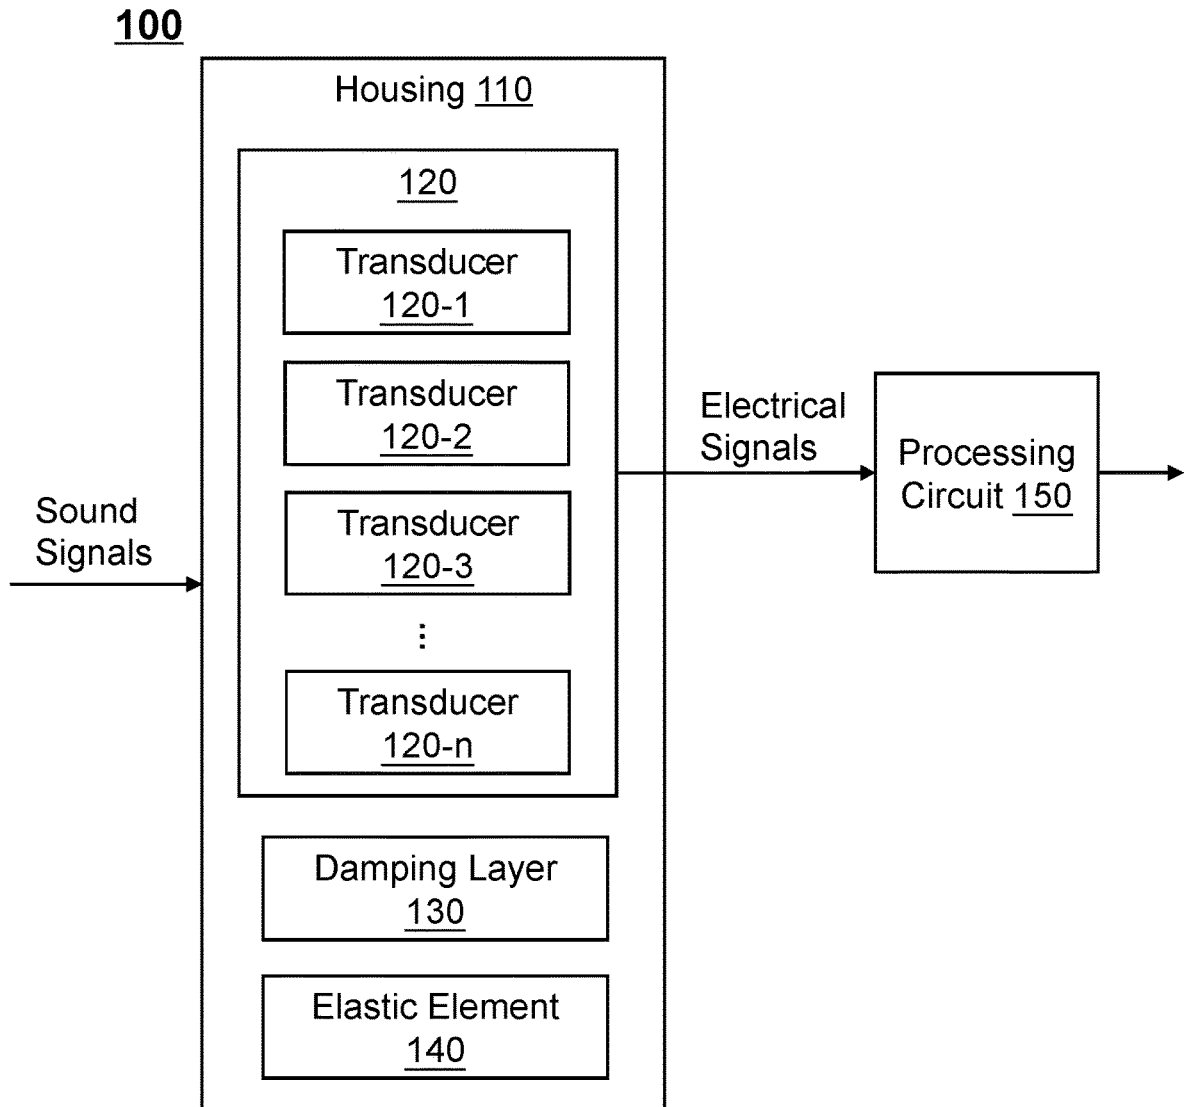 100
Housing 110
120
Transducer
120-1
Transducer
120-2
Transducer
120-3
...
Transducer
120-n
Damping Layer
130
Elastic Element
140
Sound
Signals
Electrical
Signals
Processing
Circuit 150